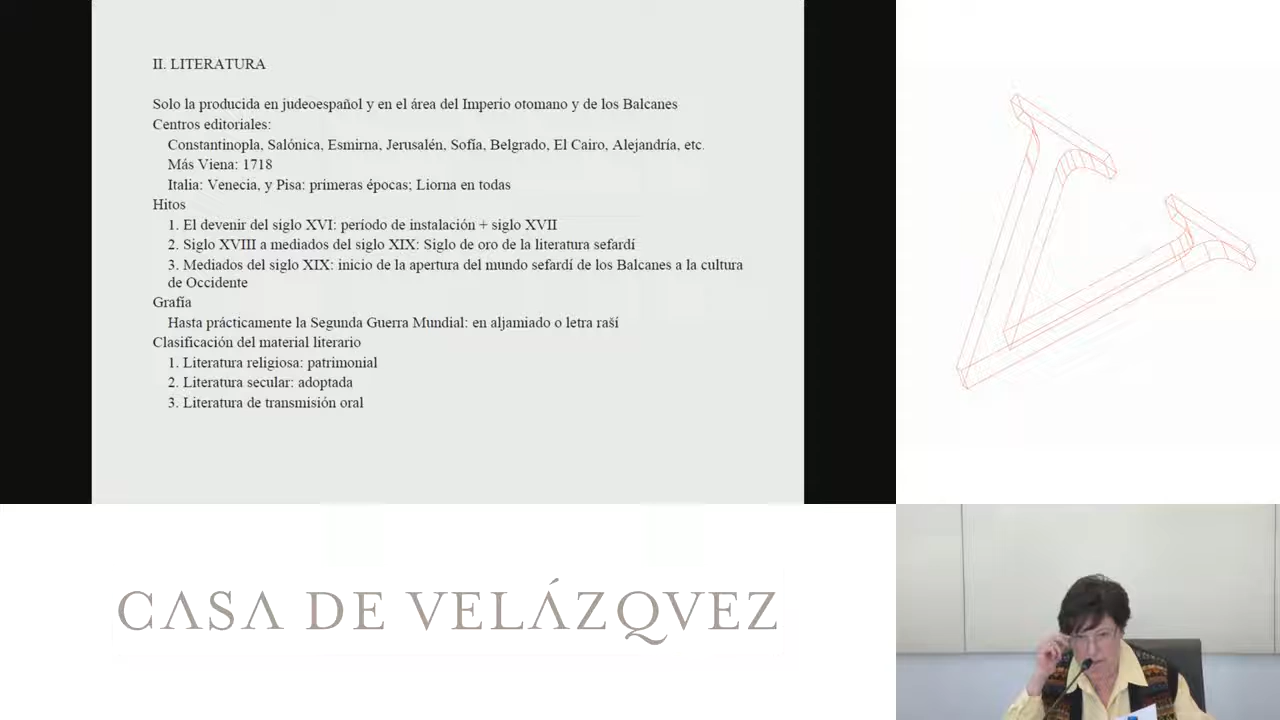 II. LITERATURA
Solo la producida en judeoespañol y en el área del Imperio otomano y de los Balcanes
Centros editoriales:
Constantinopla, Salónica, Esmirna, Jerusalén, Sofía, Belgrado, El Cairo, Alejandría, etc.
Más Viena: 1718
Italia: Venecia, y Pisa: primeras épocas; Liorna en todas
Hitos
1. El devenir del siglo XVI: período de instalación + siglo XVII
2. Siglo XVIII a mediados del siglo XIX: Siglo de oro de la literatura sefardí
3. Mediados del siglo XIX: inicio de la apertura del mundo sefardí de los Balcanes a la cultura
de Occidente
Grafía
Hasta prácticamente la Segunda Guerra Mundial: en aljamiado o letra raší
Clasificación del material literario
1. Literatura religiosa: patrimonial
2. Literatura secular: adoptada
3. Literatura de transmisión oral
CASA DE VELÁZQVEZ